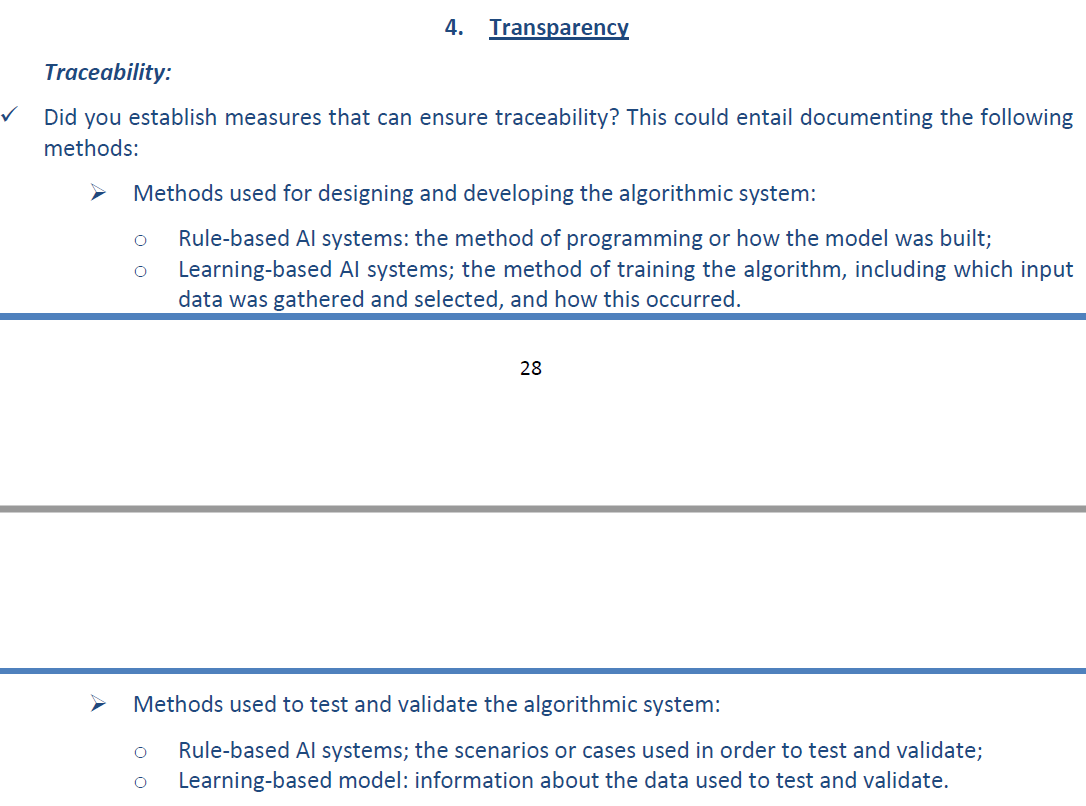 4. Transparency
Traceability:
✓ Did you establish measures that can ensure traceability? This could entail documenting the following
methods:
➢ Methods used for designing and developing the algorithmic system:
○ Rule-based AI systems: the method of programming or how the model was built;
○ Learning-based AI systems; the method of training the algorithm, including which input
data was gathered and selected, and how this occurred.
28
➢ Methods used to test and validate the algorithmic system:
○ Rule-based AI systems; the scenarios or cases used in order to test and validate;
○ Learning-based model: information about the data used to test and validate.